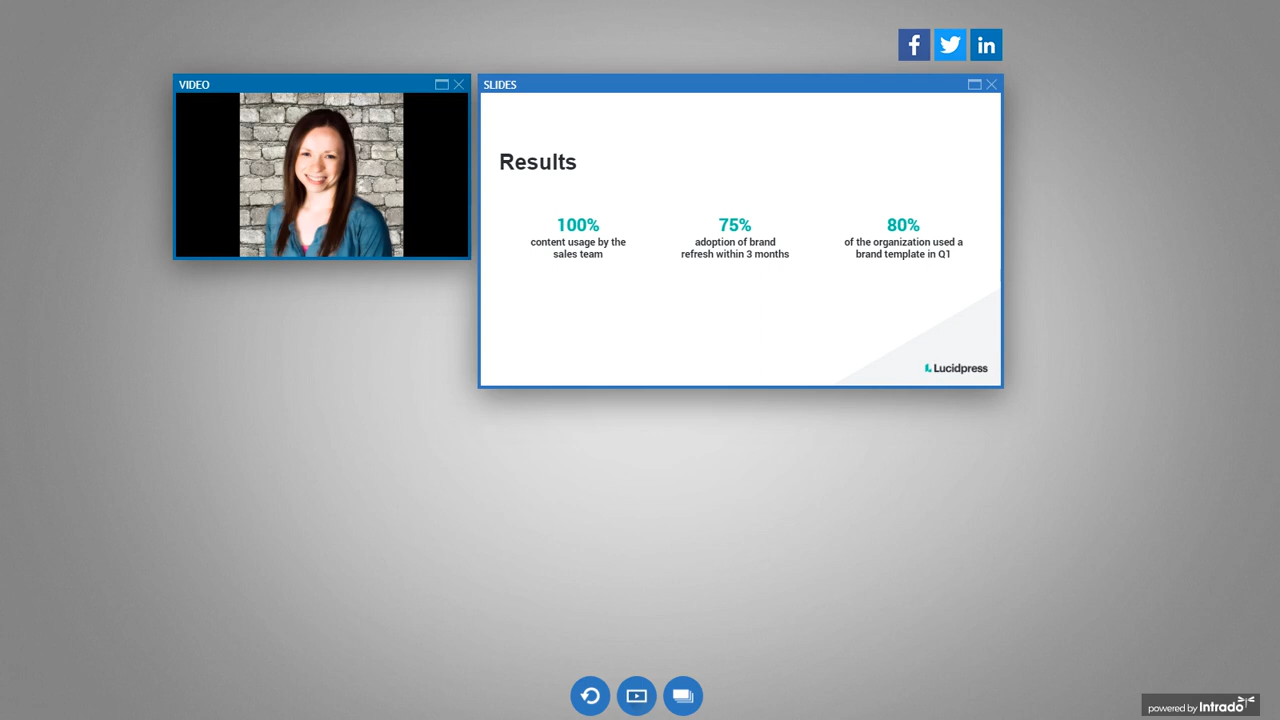 VIDEO
SLIDES
Results
100%
content usage by the
sales team
75%
adoption of brand
refresh within 3 months
80%
of the organization used a
brand template in Q1
Lucidpress
powered by Intrado